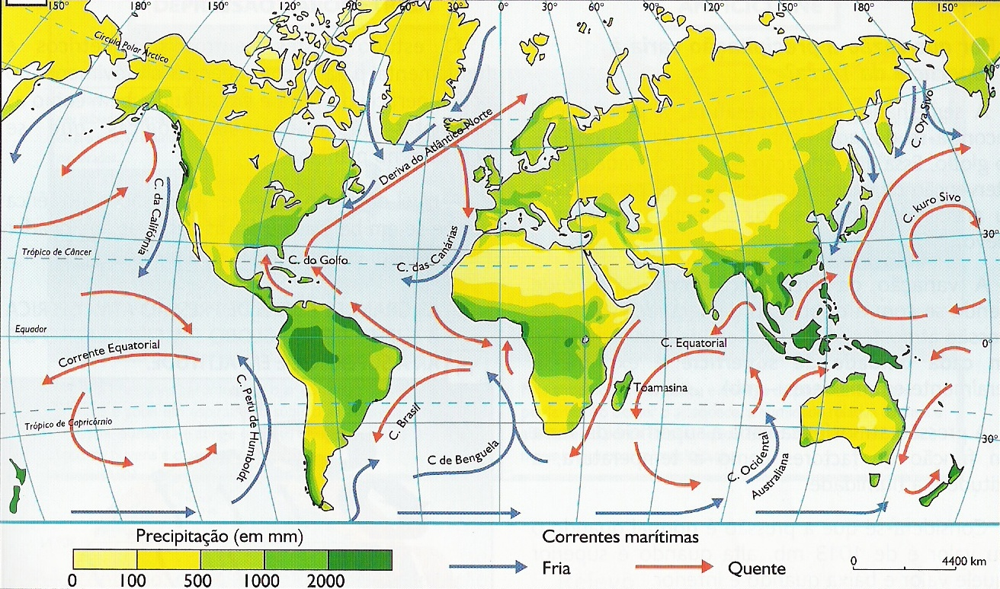 150°
180°
150°
120°
90°
60°
30°
0°
30°
60°
90°
120°
150°
180°
150°
Círculo Polar Árctico
60°
C. Oya Sivo
Deriva do Atlântico Norte
C. da Califórnia
C. kuro Sivo
30°
Trópico de Câncer
C. do Golfo
C. das Canárias
Equador
0°
Corrente Equatorial
C. Equatorial
C. Peru de Humboldt
Toamasina
Trópico de Capricórnio
C. Brasil
C de Benguela
30°
C. Ocidental
Australiana
Precipitação (em mm)
0 100 500 1000 2000
Correntes marítimas
Fria
Quente
0 4400 km